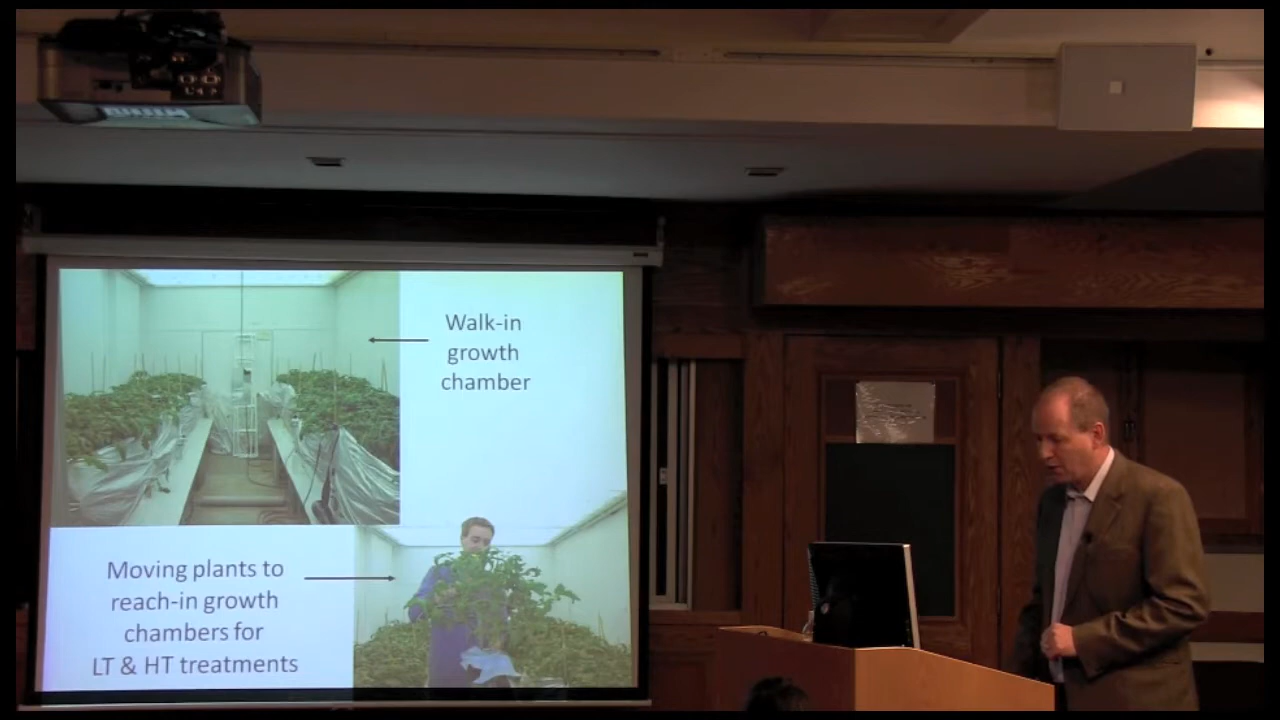 Walk-in
growth
chamber
Moving plants to
reach-in growth
chambers for
LT & HT treatments